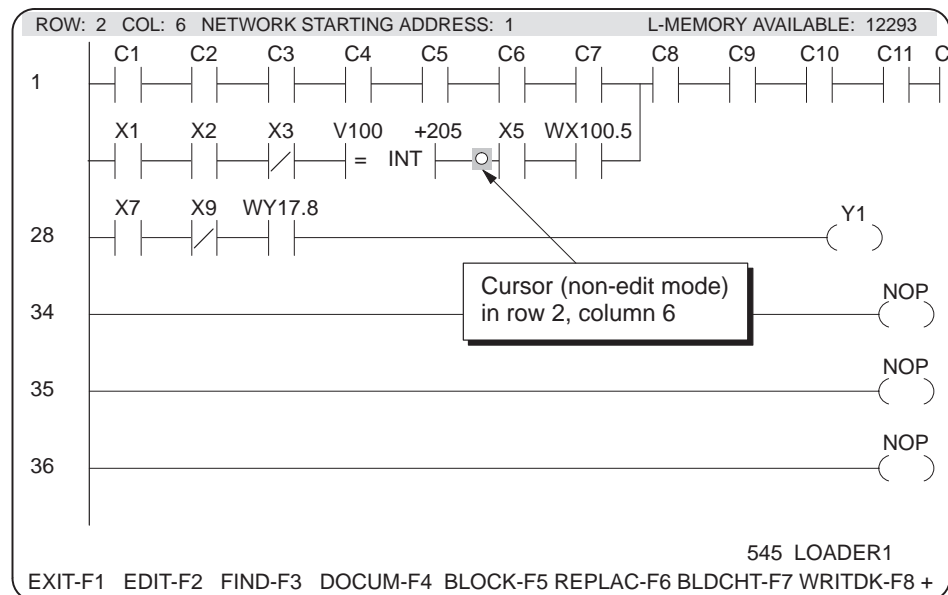 ROW: 2 COL: 6 NETWORK STARTING ADDRESS: 1 L-MEMORY AVAILABLE: 12293
C1 C2 C3 C4 C5 C6 C7 C8 C9 C10 C11 C
1
X1 X2 X3 V100 +205 X5 WX100.5
= INT
X7 X9 WY17.8 Y1
28
Cursor (non-edit mode)
in row 2, column 6
NOP
34
NOP
35
NOP
36
545 LOADER1
EXIT-F1 EDIT-F2 FIND-F3 DOCUM-F4 BLOCK-F5 REPLAC-F6 BLDCHT-F7 WRITDK-F8 +